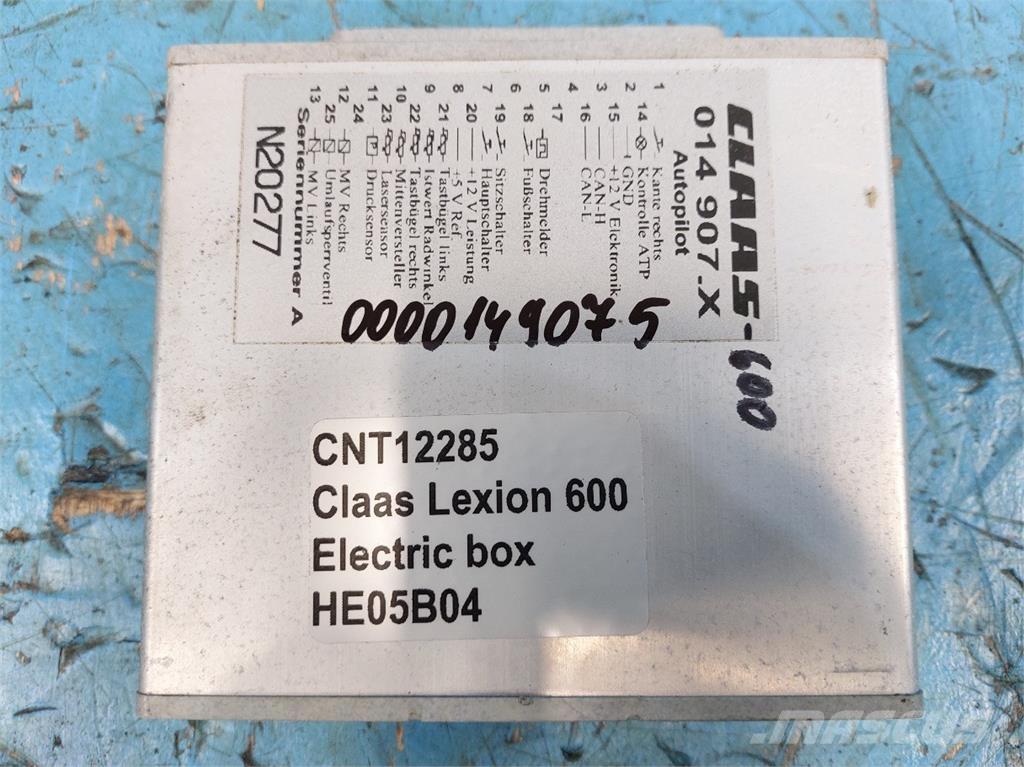 CLAAS-600
014 907.X
Autopilot
1 Kante rechts
14 Kontrolle ATP
2 GND
15 +12 V Elektronik
3 CAN-H
16 CAN-L
4
17
5 Drehmelder
18 Fußschalter
6
19 Sitzschalter
7 Hauptschalter
20 +12 V Leistung
8 +5 V Ref.
21 Tastbügel links
9 Istwert Radwinkel
22 Tastbügel rechts
10 Mittenversteller
23 Lasersensor
11 Drucksensor
24
12 MV Rechts
25 Umlaufsperrventil
13 MV Links
Seriennummer A
N20277
0000149075
CNT12285
Claas Lexion 600
Electric box
HE05B04
MASCUS